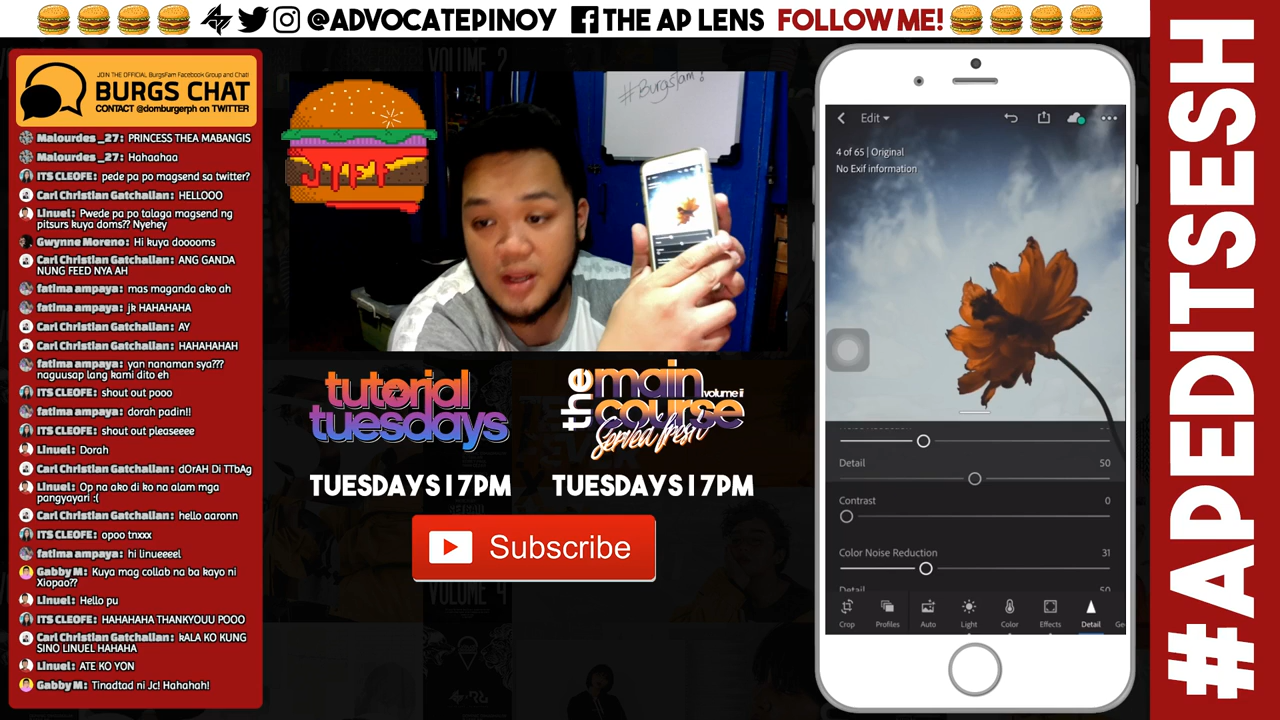 @ADVOCATEPINOY THE AP LENS FOLLOW ME!
JOIN THE OFFICIAL BurgsFam Facebook Group and Chat!
BURGS CHAT
CONTACT @domburgerph on TWITTER
Malourdes_27: PRINCESS THEA MABANGIS
Malourdes_27: Hahaahaa
ITS CLEOFE: pede pa po magsend sa twitter?
Carl Christian Gatchalian: HELLOOO
Linuel: Pwede pa po talaga magsend ng
pitsurs kuya doms?? Nyehey
Gwynne Moreno: Hi kuya dooooms
Carl Christian Gatchalian: ANG GANDA
NUNG FEED NYA AH
fatima ampaya: mas maganda ako ah
fatima ampaya: jk HAHAHAHA
Carl Christian Gatchalian: AY
Carl Christian Gatchalian: HAHAHAHAH
fatima ampaya: yan nanaman sya???
naguusap lang kami dito eh
ITS CLEOFE: shout out pooo
fatima ampaya: dorah padin!!
ITS CLEOFE: shout out pleaseeee
Linuel: Dorah
Carl Christian Gatchalian: dOrAH Di TTbAg
Linuel: Op na ako di ko na alam mga
pangyayari :(
Carl Christian Gatchalian: hello aaronn
ITS CLEOFE: opoo tnxxx
fatima ampaya: hi linueeeel
Gabby M: Kuya mag collab na ba kayo ni
Xiopao??
Linuel: Hello pu
ITS CLEOFE: HAHAHAHA THANKYOUU POOO
Carl Christian Gatchalian: kALA KO KUNG
SINO LINUEL HAHAHA
Linuel: ATE KO YON
Gabby M: Tinadtad ni Jc! Hahahah!
#Burgsfam!
tutorial
tuesdays
TUESDAYS | 7PM
the main
course
volume ii
Served fresh
TUESDAYS | 7PM
Subscribe
VOLUME 2
VOLUME 4
Edit
4 of 65 | Original
No Exif information
Detail 50
Contrast 0
Color Noise Reduction 31
Detail 50
Crop Profiles Auto Light Color Effects Detail
#APEDITSESH